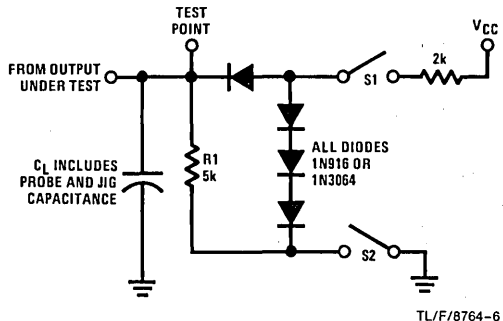 TEST
POINT
VCC
FROM OUTPUT
UNDER TEST
S1
2k
CL INCLUDES
PROBE AND JIG
CAPACITANCE
R1
5k
ALL DIODES
1N916 OR
1N3064
S2
TL/F/8764-6